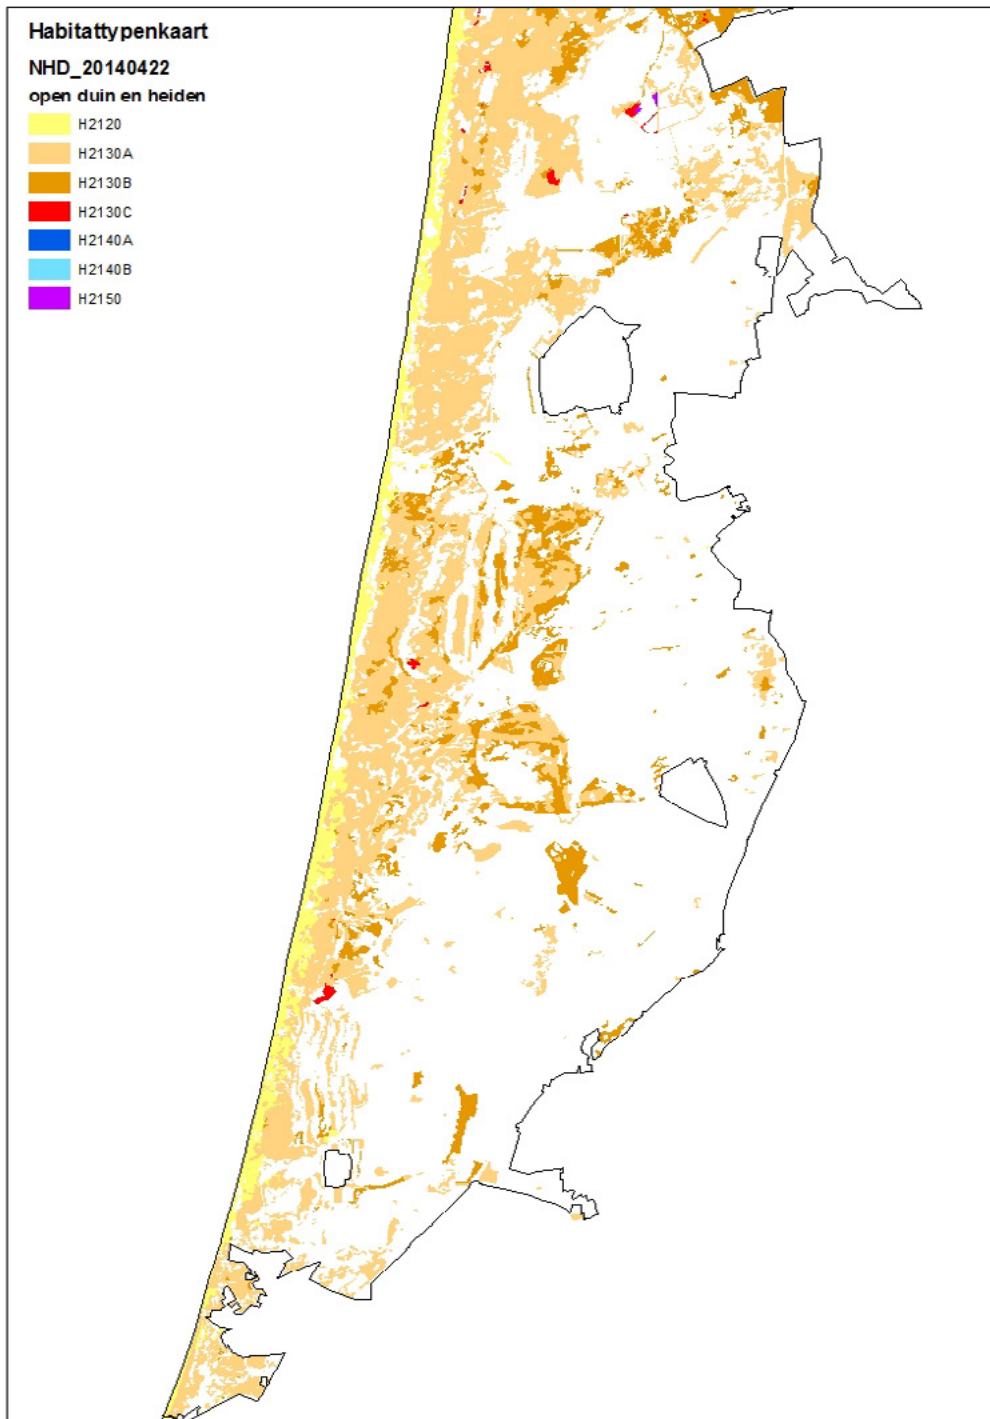 Habitattypenkaart
NHD_20140422
open duin en heiden
H2120
H2130A
H2130B
H2130C
H2140A
H2140B
H2150